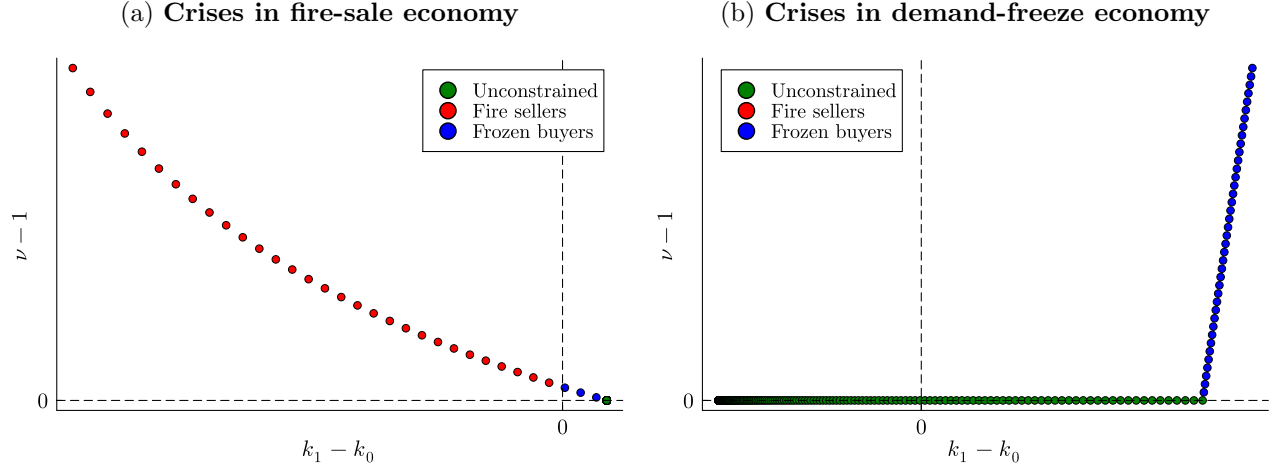 (a) Crises in fire-sale economy
Unconstrained
Fire sellers
Frozen buyers
ν − 1
0
0
k₁ − k₀
(b) Crises in demand-freeze economy
Unconstrained
Fire sellers
Frozen buyers
ν − 1
0
0
k₁ − k₀